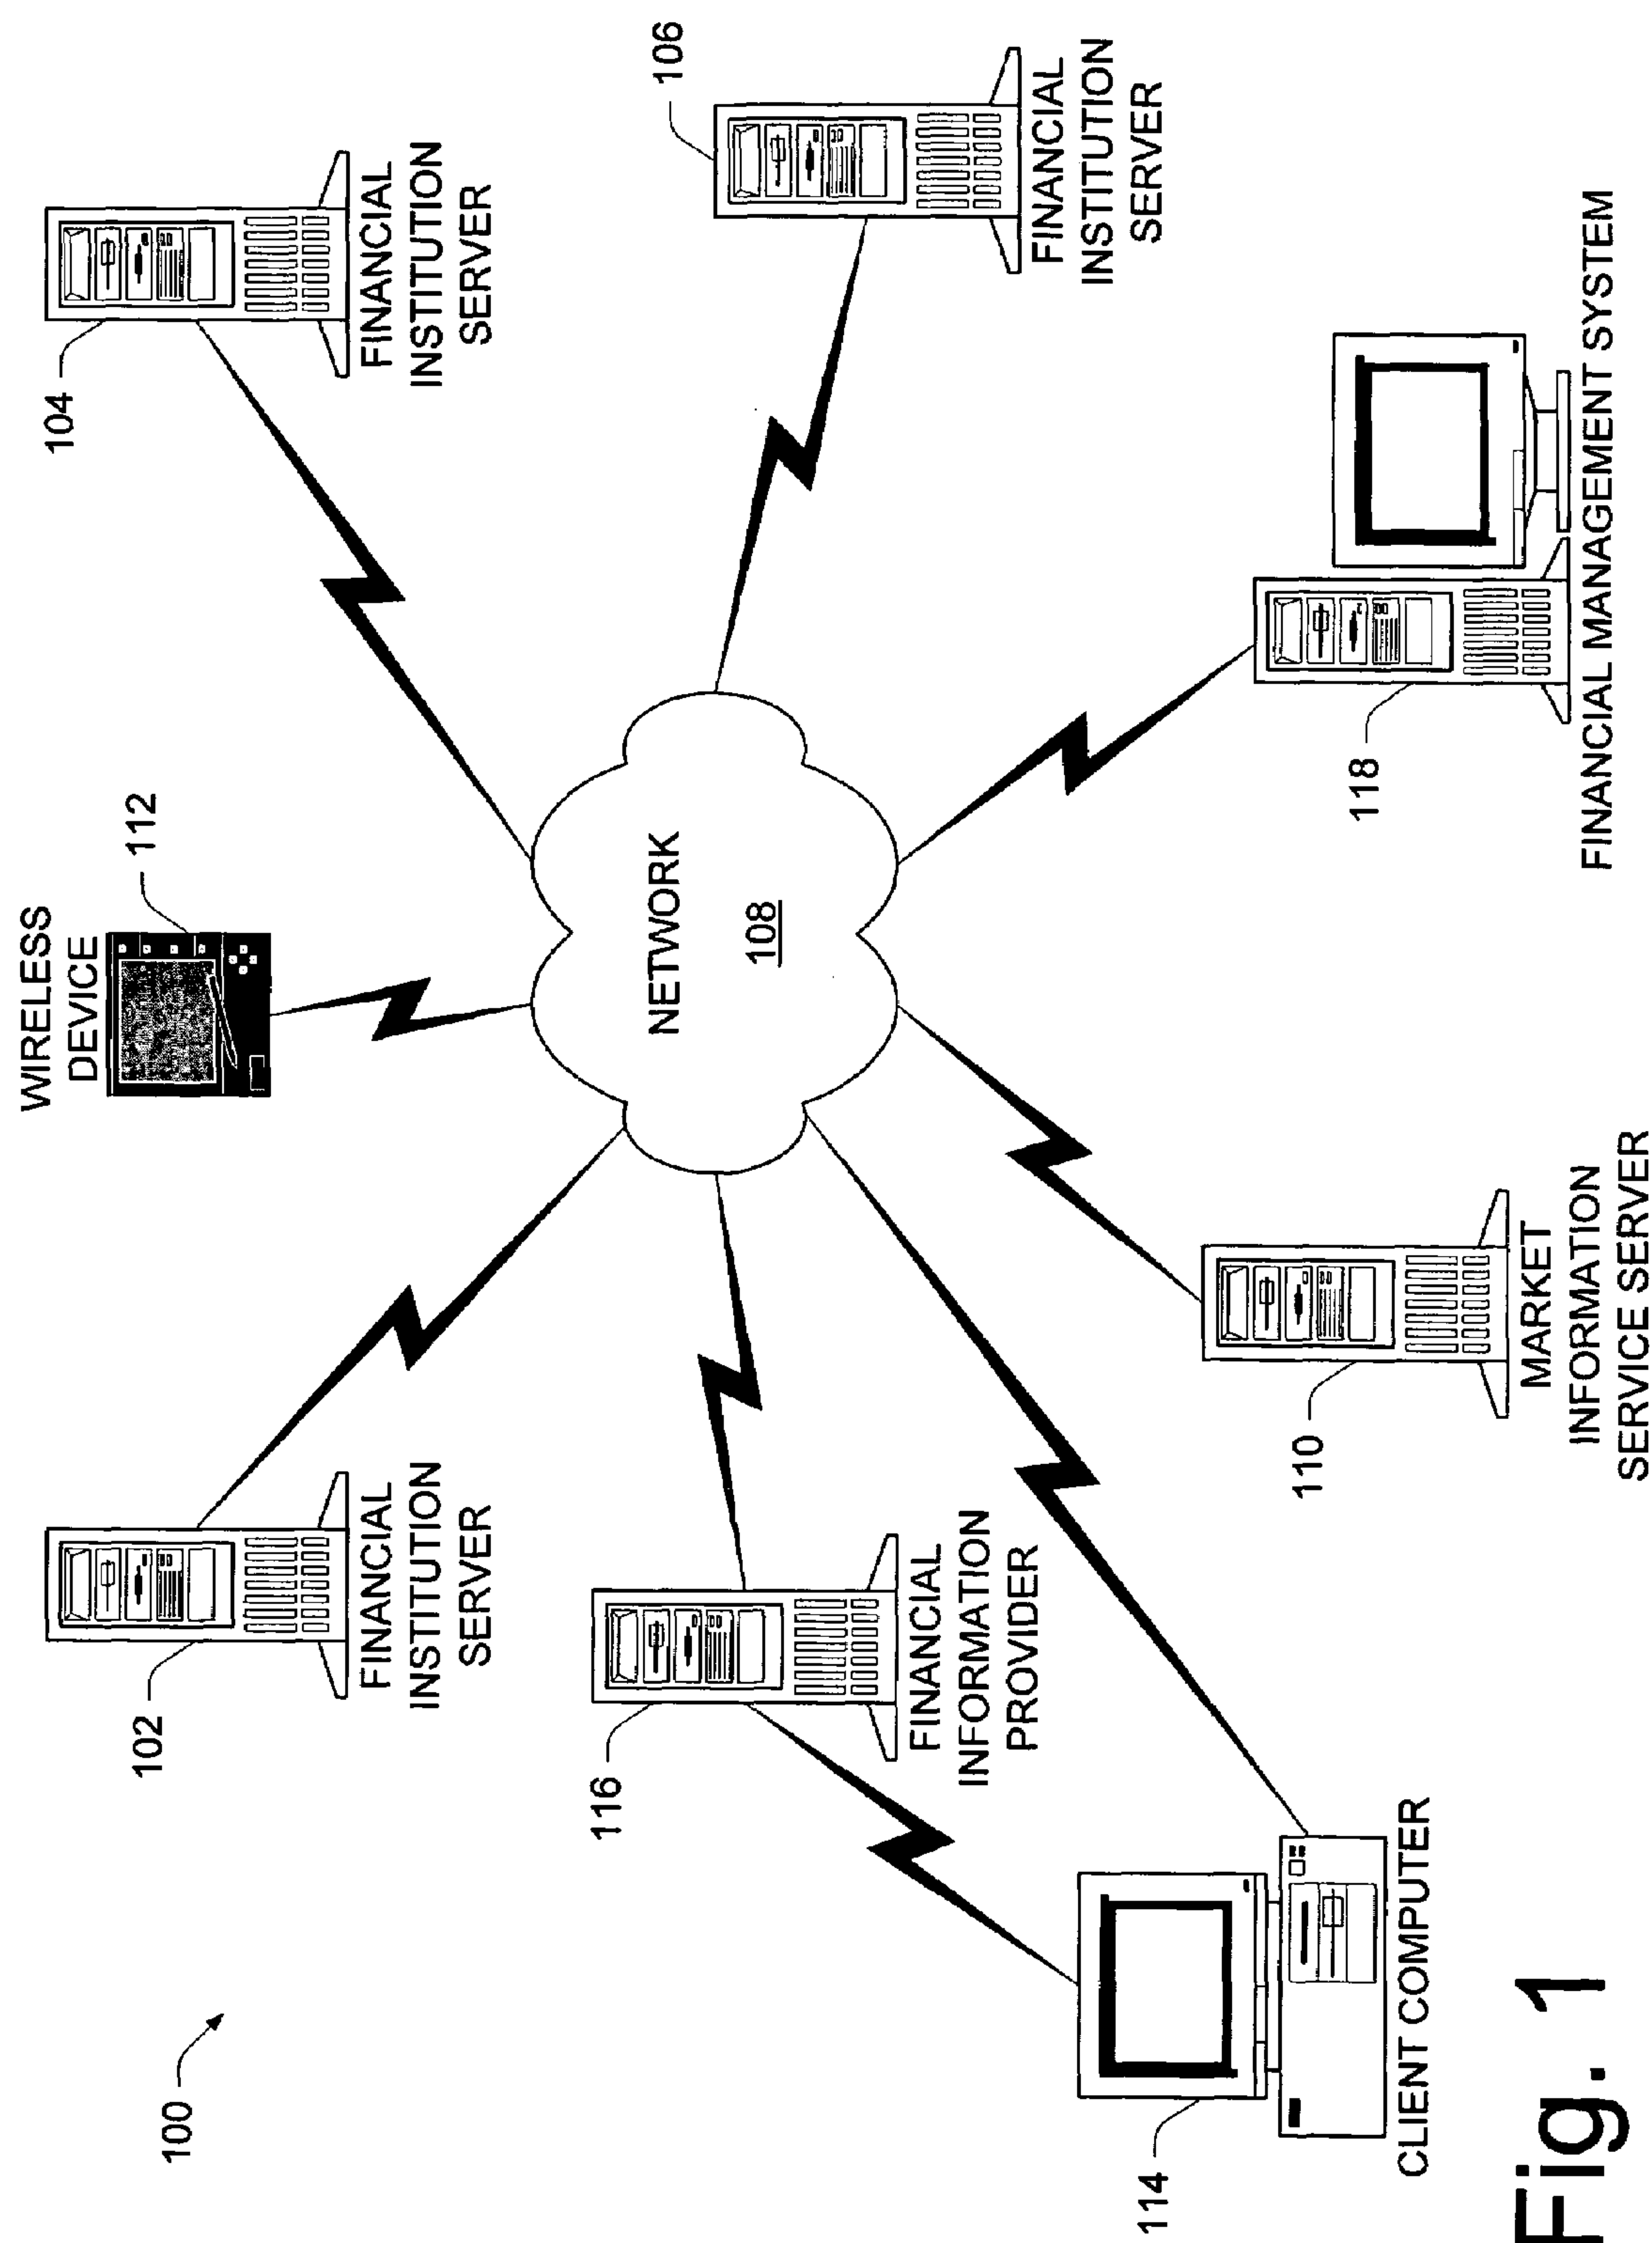 100
102
FINANCIAL
INSTITUTION
SERVER
WIRELESS
DEVICE
112
104
FINANCIAL
INSTITUTION
SERVER
116
FINANCIAL
INFORMATION
PROVIDER
NETWORK
108
106
FINANCIAL
INSTITUTION
SERVER
114
CLIENT COMPUTER
110
MARKET
INFORMATION
SERVICE SERVER
118
FINANCIAL MANAGEMENT SYSTEM
Fig. 1